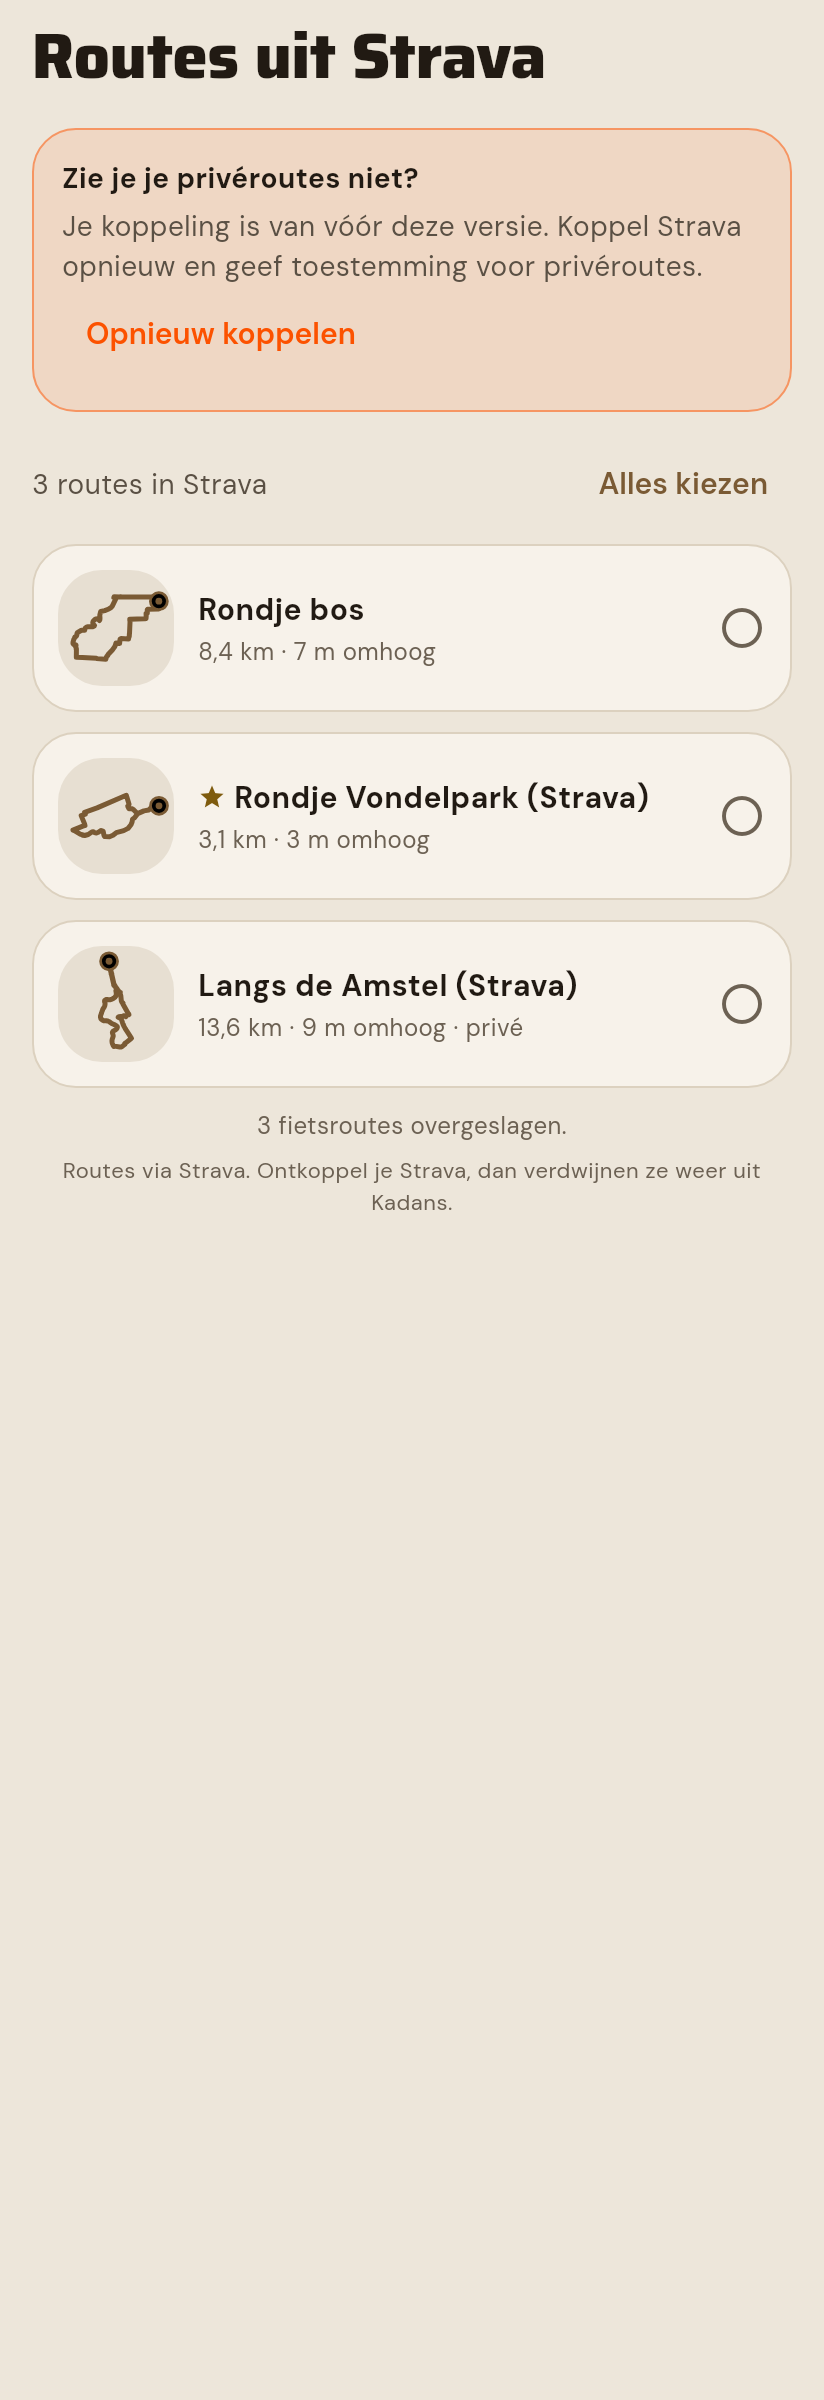 Routes uit Strava
Zie je je privéroutes niet?
Je koppeling is van vóór deze versie. Koppel Strava
opnieuw en geef toestemming voor privéroutes.
Opnieuw koppelen
3 routes in Strava
Alles kiezen
Rondje bos
8,4 km · 7 m omhoog
Rondje Vondelpark (Strava)
3,1 km · 3 m omhoog
Langs de Amstel (Strava)
13,6 km · 9 m omhoog · privé
3 fietsroutes overgeslagen.
Routes via Strava. Ontkoppel je Strava, dan verdwijnen ze weer uit
Kadans.